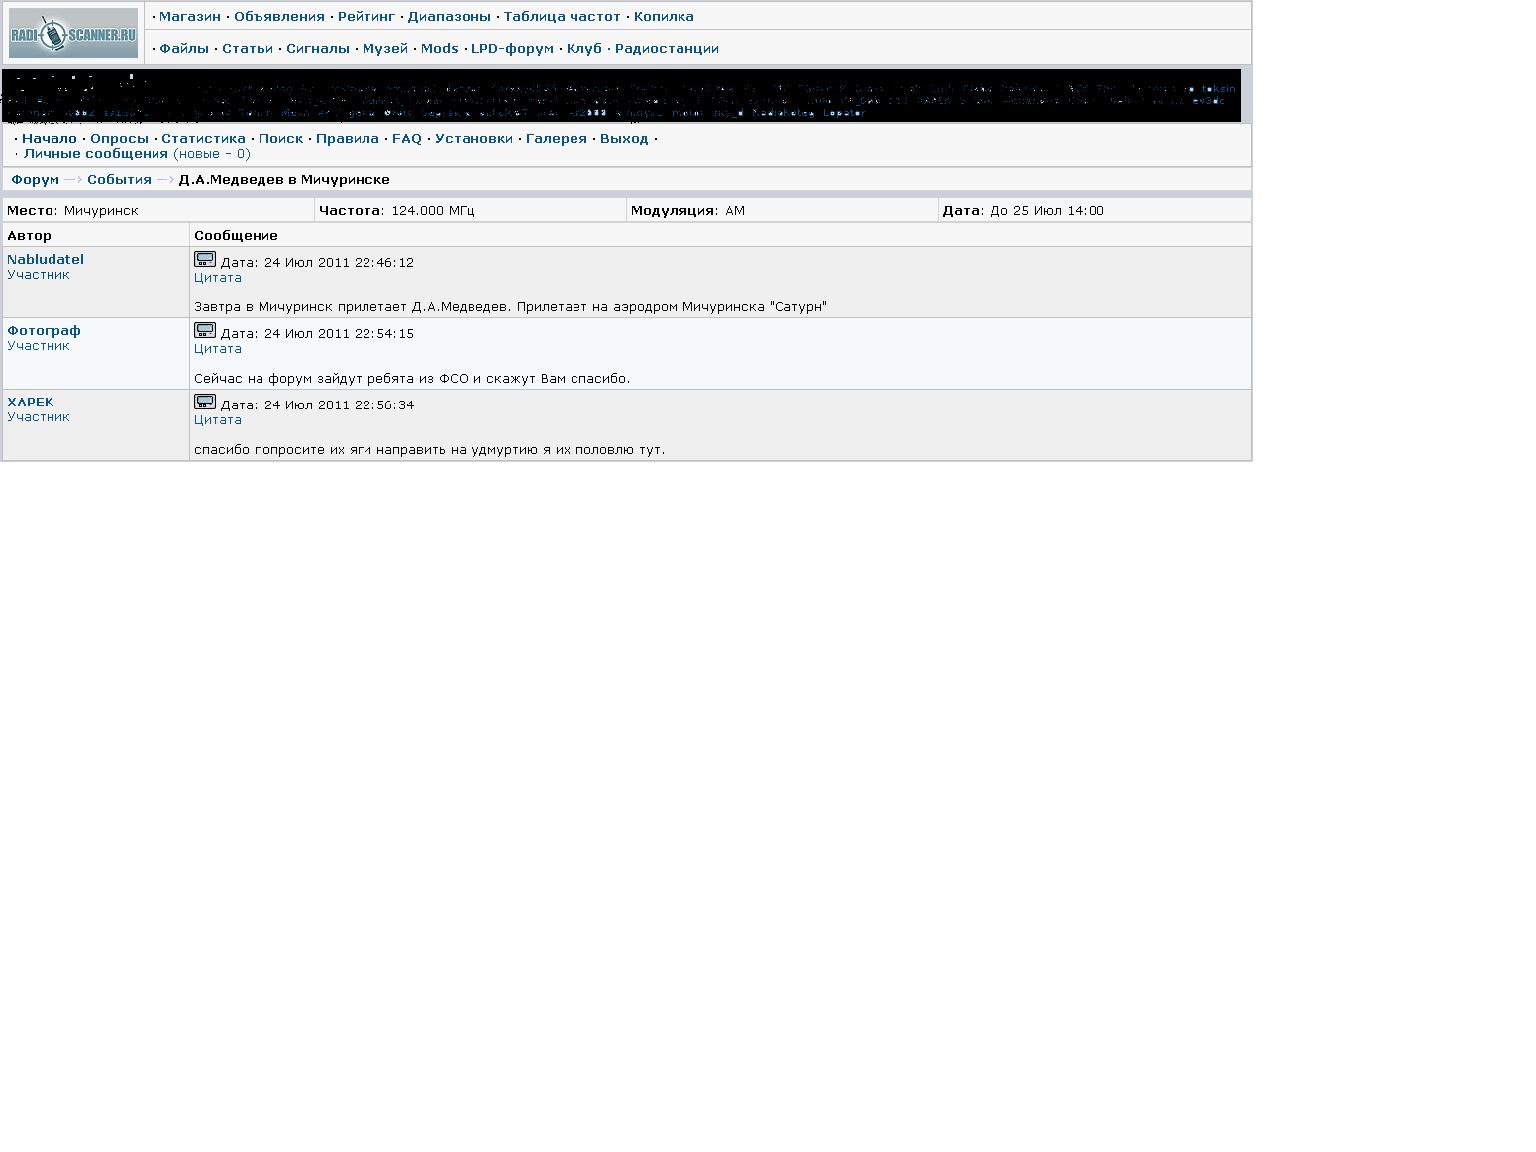 RADI SCANNER.RU
· Магазин · Объявления · Рейтинг · Диапазоны · Таблица частот · Копилка
· Файлы · Статьи · Сигналы · Музей · Mods · LPD-форум · Клуб · Радиостанции
toksin
· Начало · Опросы · Статистика · Поиск · Правила · FAQ · Установки · Галерея · Выход ·
· Личные сообщения (новые - 0)
Форум —> События —> Д.А.Медведев в Мичуринске
Место: Мичуринск Частота: 124.000 МГц Модуляция: AM Дата: До 25 Июл 14:00
Автор Сообщение
Nabludatel Дата: 24 Июл 2011 22:46:12
Участник Цитата
Завтра в Мичуринск прилетает Д.А.Медведев. Прилетает на аэродром Мичуринска "Сатурн"
Фотограф Дата: 24 Июл 2011 22:54:15
Участник Цитата
Сейчас на форум зайдут ребята из ФСО и скажут Вам спасибо.
ХАРЕК Дата: 24 Июл 2011 22:56:34
Участник Цитата
спасибо попросите их яги направить на удмуртию я их половлю тут.